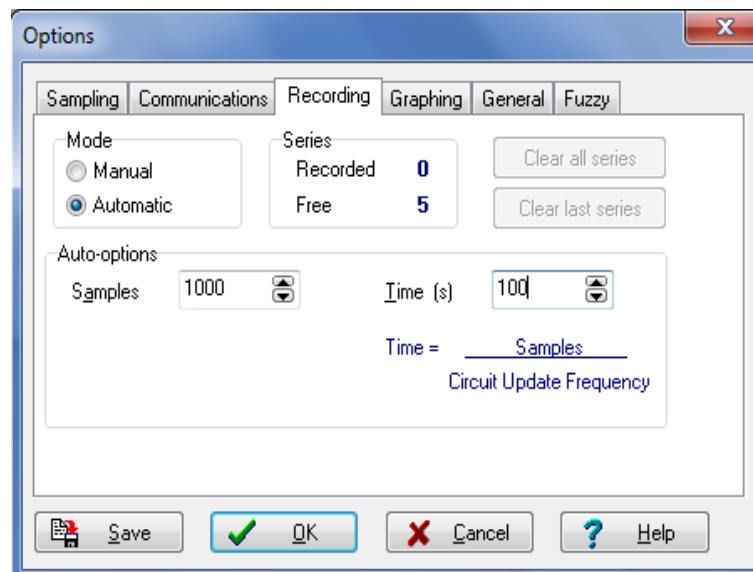 Options
Sampling Communications Recording Graphing General Fuzzy
Mode
Manual
Automatic
Series
Recorded 0
Free 5
Clear all series
Clear last series
Auto-options
Samples 1000 Time (s) 100
Time = Samples
Circuit Update Frequency
Save OK Cancel Help